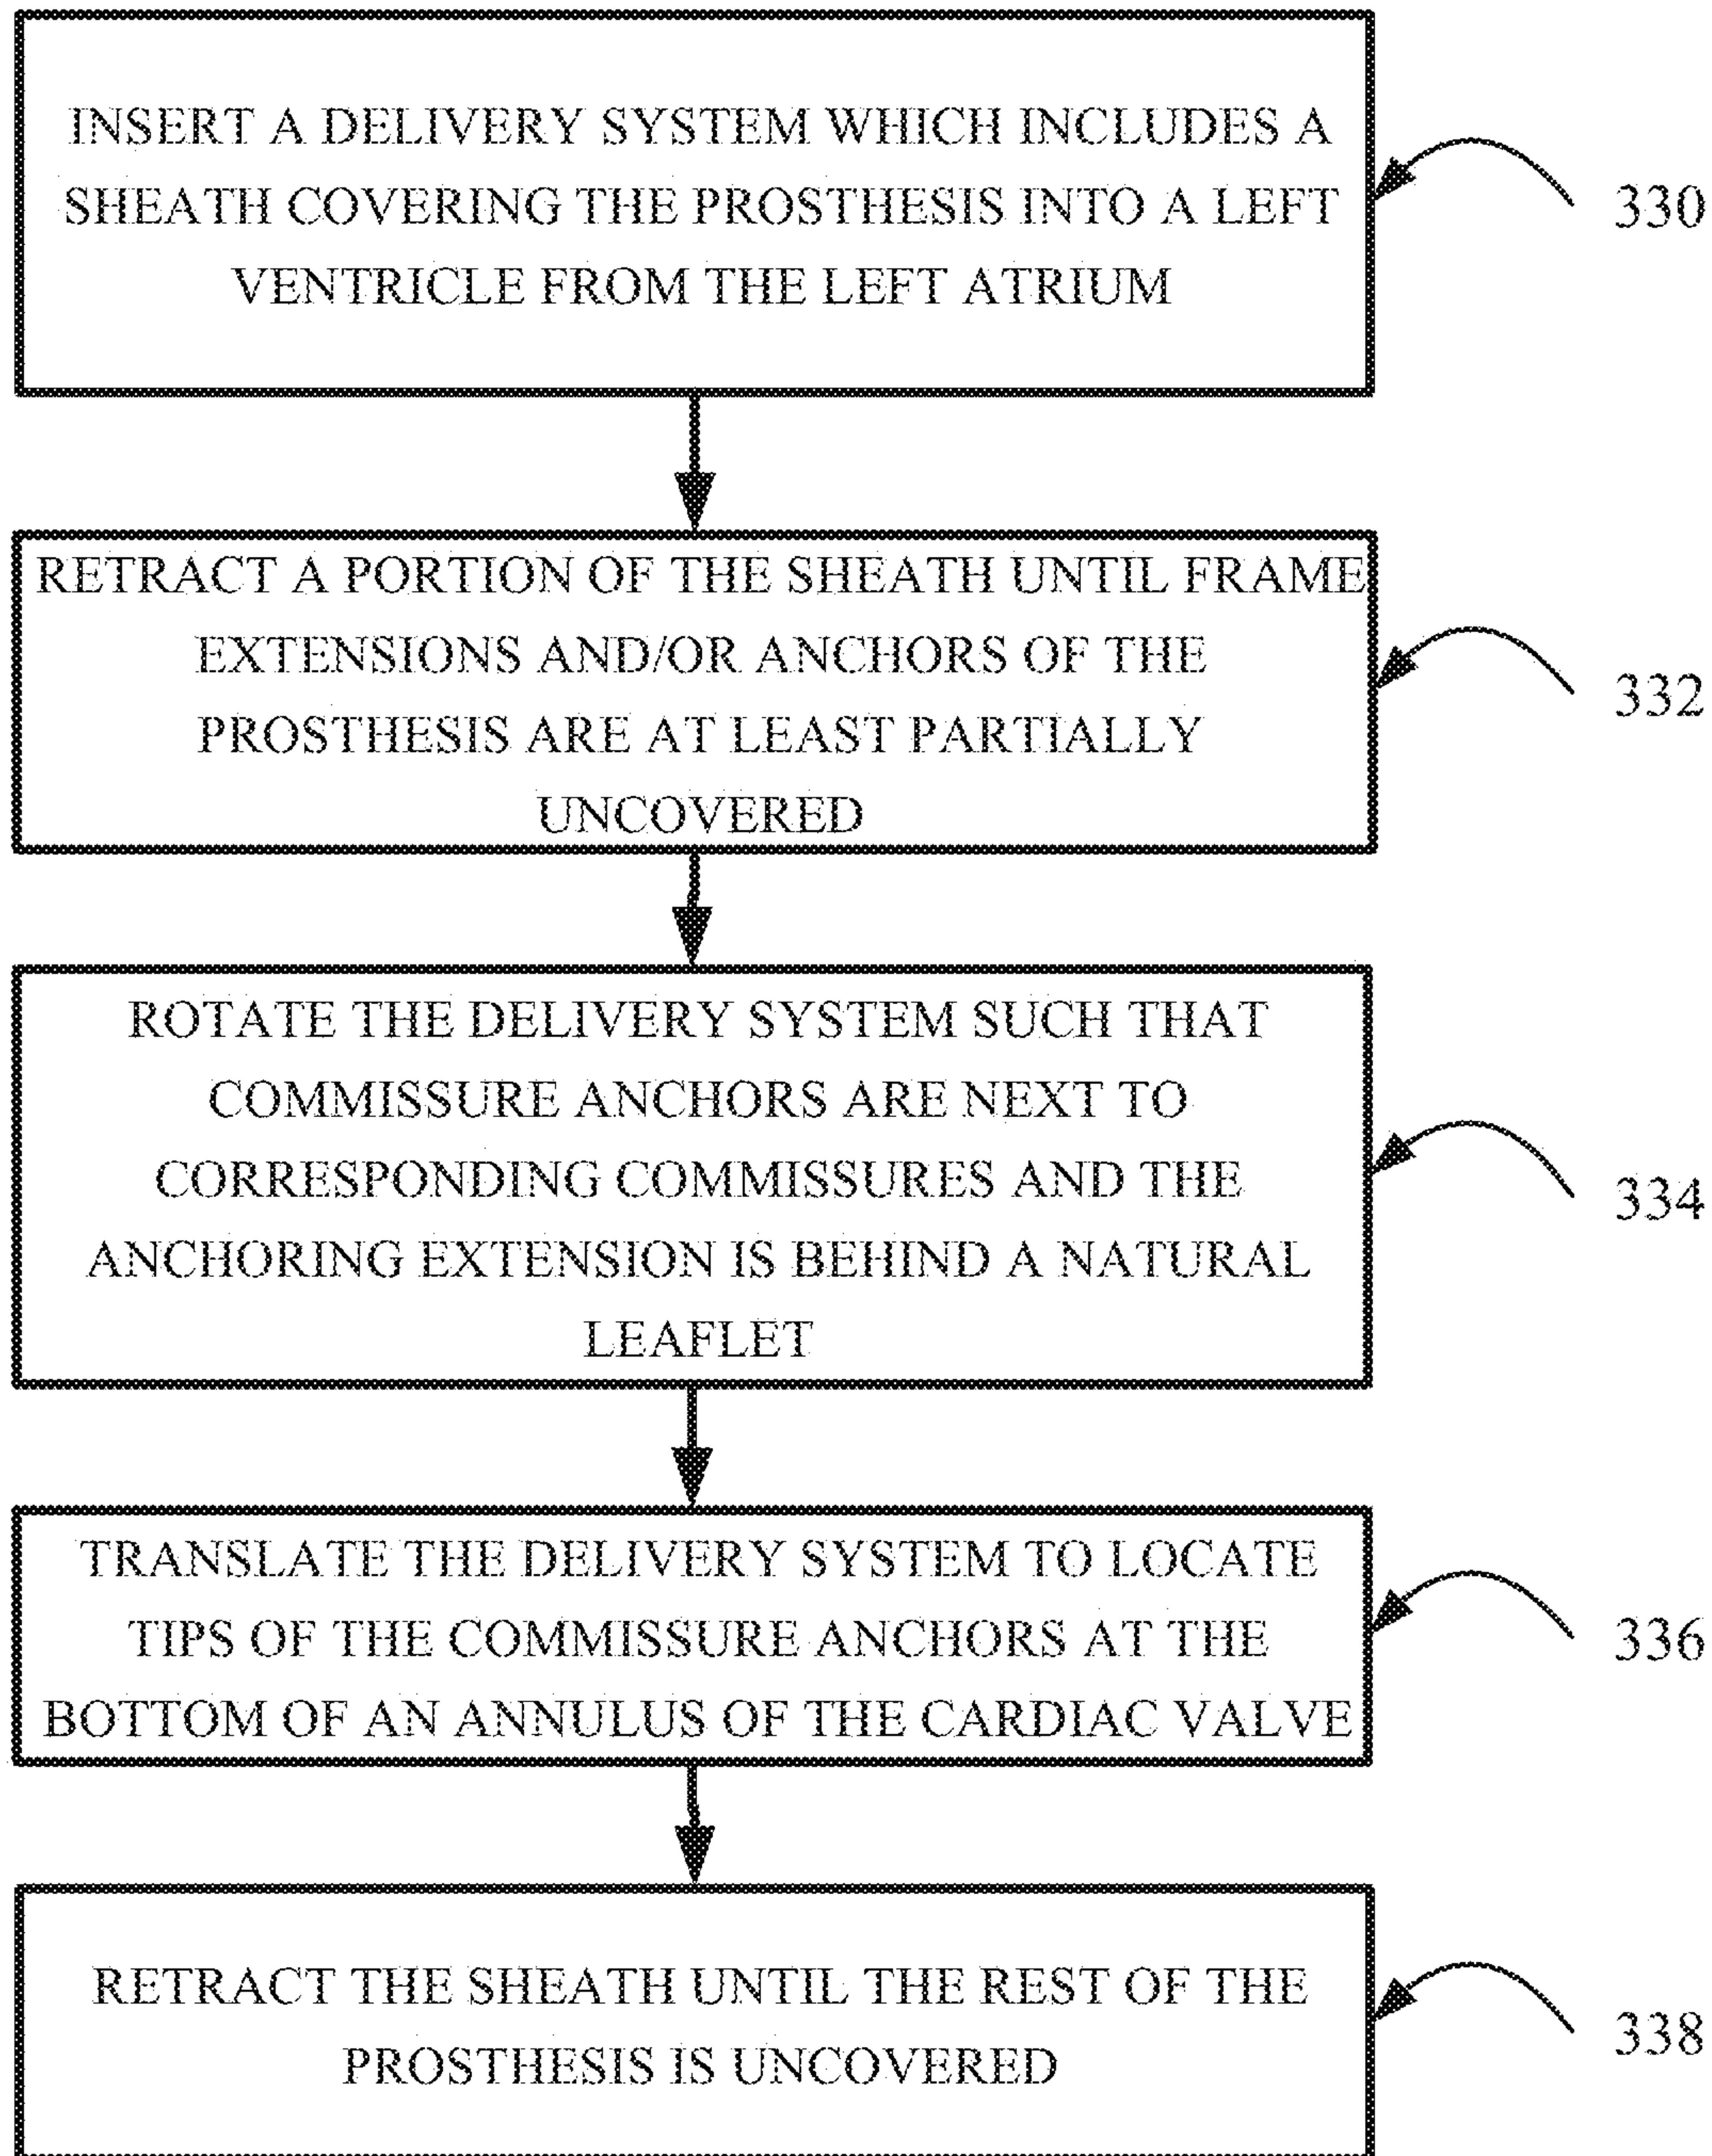 INSERT A DELIVERY SYSTEM WHICH INCLUDES A
SHEATH COVERING THE PROSTHESIS INTO A LEFT
VENTRICLE FROM THE LEFT ATRIUM
330
RETRACT A PORTION OF THE SHEATH UNTIL FRAME
EXTENSIONS AND/OR ANCHORS OF THE
PROSTHESIS ARE AT LEAST PARTIALLY
UNCOVERED
332
ROTATE THE DELIVERY SYSTEM SUCH THAT
COMMISSURE ANCHORS ARE NEXT TO
CORRESPONDING COMMISSURES AND THE
ANCHORING EXTENSION IS BEHIND A NATURAL
LEAFLET
334
TRANSLATE THE DELIVERY SYSTEM TO LOCATE
TIPS OF THE COMMISSURE ANCHORS AT THE
BOTTOM OF AN ANNULUS OF THE CARDIAC VALVE
336
RETRACT THE SHEATH UNTIL THE REST OF THE
PROSTHESIS IS UNCOVERED
338